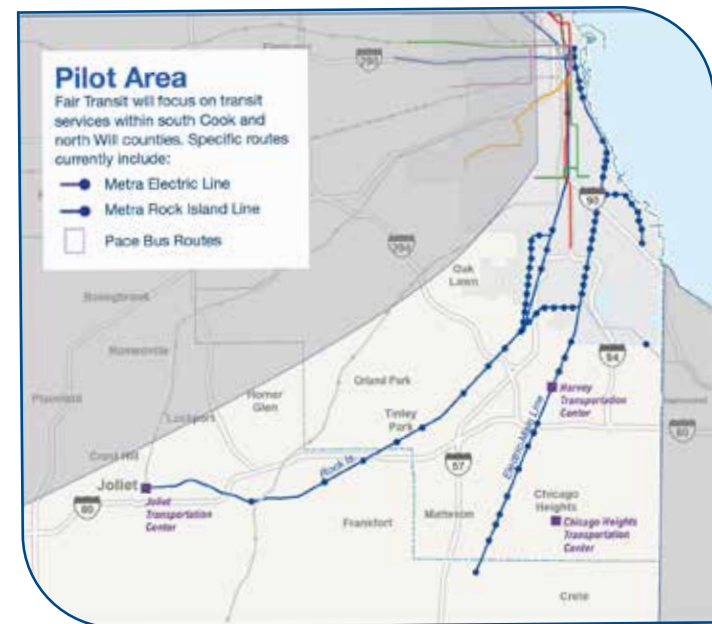 Pilot Area
Fair Transit will focus on transit
services within south Cook and
north Will counties. Specific routes
currently include:
Metra Electric Line
Metra Rock Island Line
Pace Bus Routes
290
90
294
Oak
Lawn
Bolingbrook
Romeoville
94
Plainfield
Homer
Glen
Orland Park
Harvey
Transportation
Center
Lockport
Tinley
Park
80
Crest Hill
Rock Is.
Electric-Main Line
57
Joliet
Joliet
Transportation
Center
80
Chicago
Heights
Matteson
Frankfort
Chicago Heights
Transportation
Center
Crete